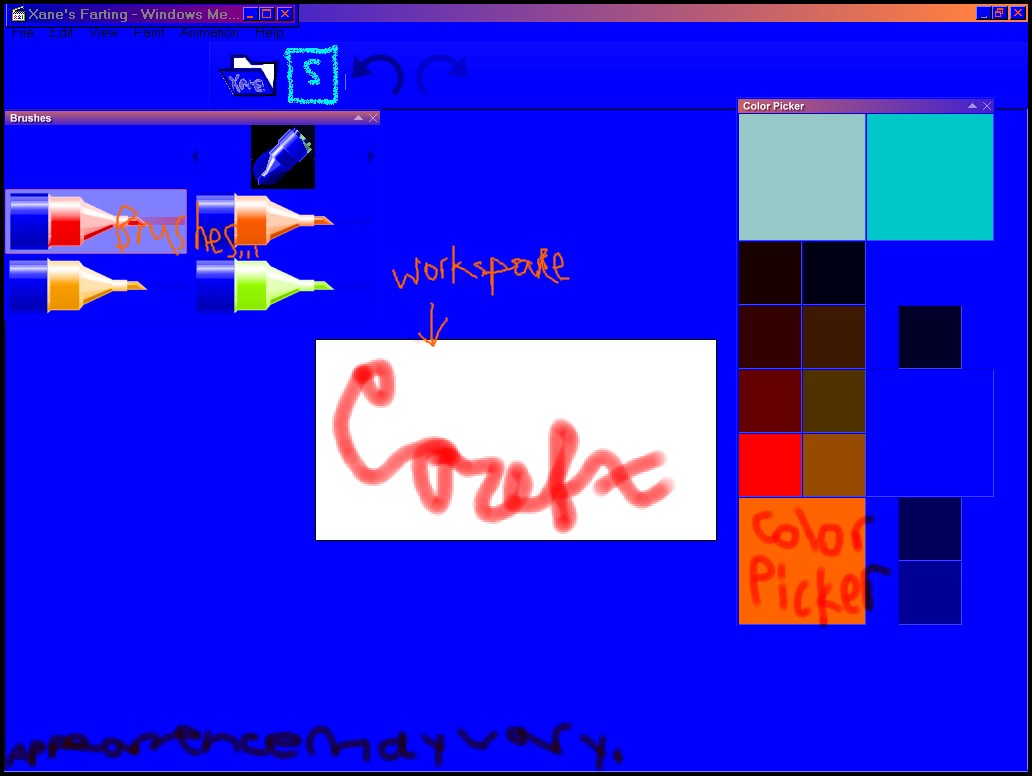 Xane's Farting - Windows Me...
File Edit View Paint Animation Help
Xane S
Brushes
Color Picker
Brushes...
workspace
Color
Picker
Appearence may vary.